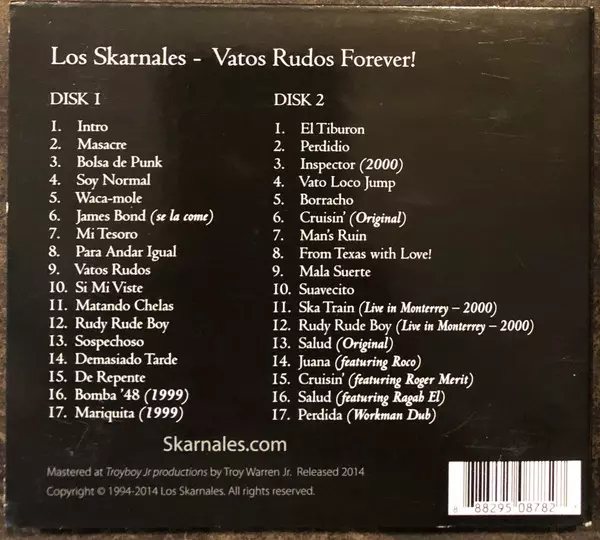 Los Skarnales - Vatos Rudos Forever!
DISK 1
1. Intro
2. Masacre
3. Bolsa de Punk
4. Soy Normal
5. Waca-mole
6. James Bond (se la come)
7. Mi Tesoro
8. Para Andar Igual
9. Vatos Rudos
10. Si Mi Viste
11. Matando Chelas
12. Rudy Rude Boy
13. Sospechoso
14. Demasiado Tarde
15. De Repente
16. Bomba '48 (1999)
17. Mariquita (1999)
DISK 2
1. El Tiburon
2. Perdidio
3. Inspector (2000)
4. Vato Loco Jump
5. Borracho
6. Cruisin' (Original)
7. Man's Ruin
8. From Texas with Love!
9. Mala Suerte
10. Suavecito
11. Ska Train (Live in Monterrey – 2000)
12. Rudy Rude Boy (Live in Monterrey – 2000)
13. Salud (Original)
14. Juana (featuring Roco)
15. Cruisin' (featuring Roger Merit)
16. Salud (featuring Ragab El)
17. Perdida (Workman Dub)
Skarnales.com
Mastered at Troyboy Jr productions by Troy Warren Jr. Released 2014
Copyright © 1994-2014 Los Skarnales. All rights reserved.
8 88295 08782